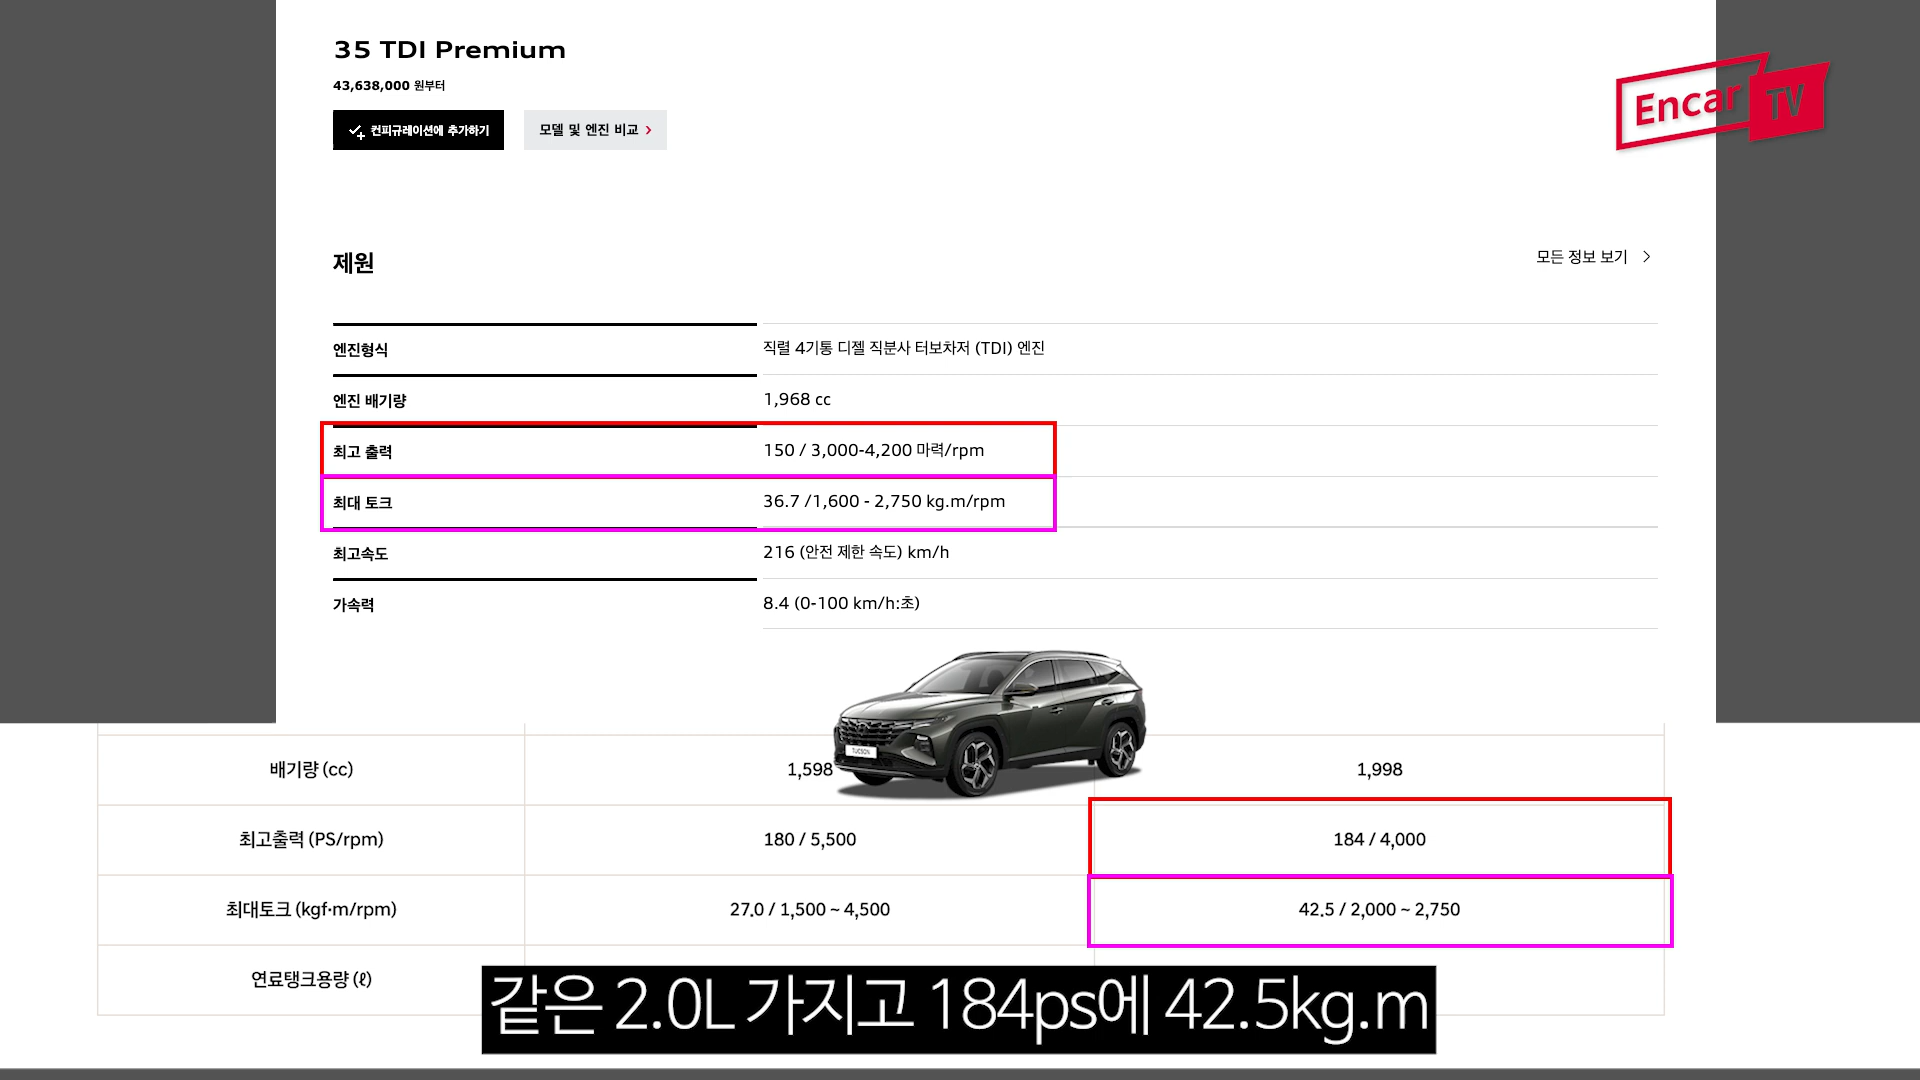 35 TDI Premium
43,638,000 원부터
컨피규레이션에 추가하기
모델 및 엔진 비교
Encar TV
제원
모든 정보 보기
엔진형식 직렬 4기통 디젤 직분사 터보차저 (TDI) 엔진
엔진 배기량 1,968 cc
최고 출력 150 / 3,000-4,200 마력/rpm
최대 토크 36.7 /1,600 - 2,750 kg.m/rpm
최고속도 216 (안전 제한 속도) km/h
가속력 8.4 (0-100 km/h:초)
TUCSON
배기량 (cc) 1,598 1,998
최고출력 (PS/rpm) 180 / 5,500 184 / 4,000
최대토크 (kgf·m/rpm) 27.0 / 1,500 ~ 4,500 42.5 / 2,000 ~ 2,750
연료탱크용량 (ℓ)
같은 2.0L 가지고 184ps에 42.5kg.m